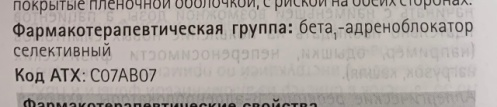 покрытые пленочной оболочкой, с риской на обеих сторонах.
Фармакотерапевтическая группа: бета₁-адреноблокатор
селективный
Код АТХ: C07AB07
Фармакотерапевтические свойства